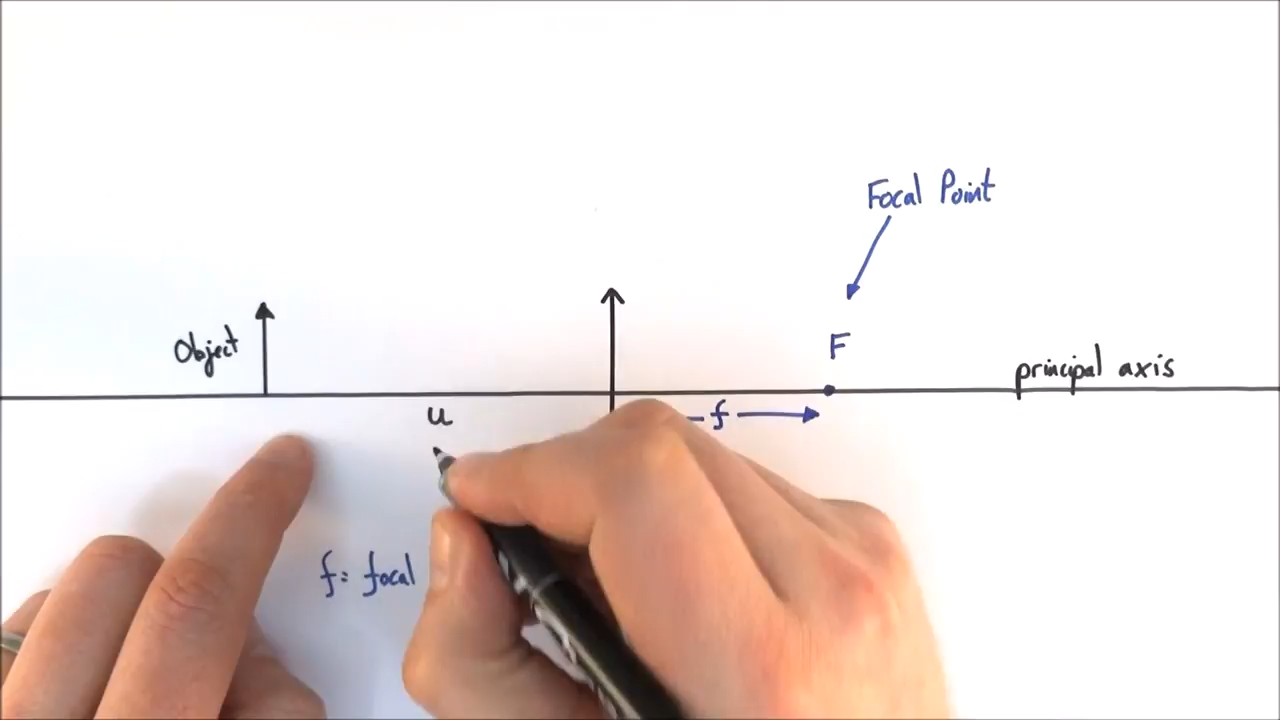 Focal Point
F
Object
principal axis
u
f
f = focal